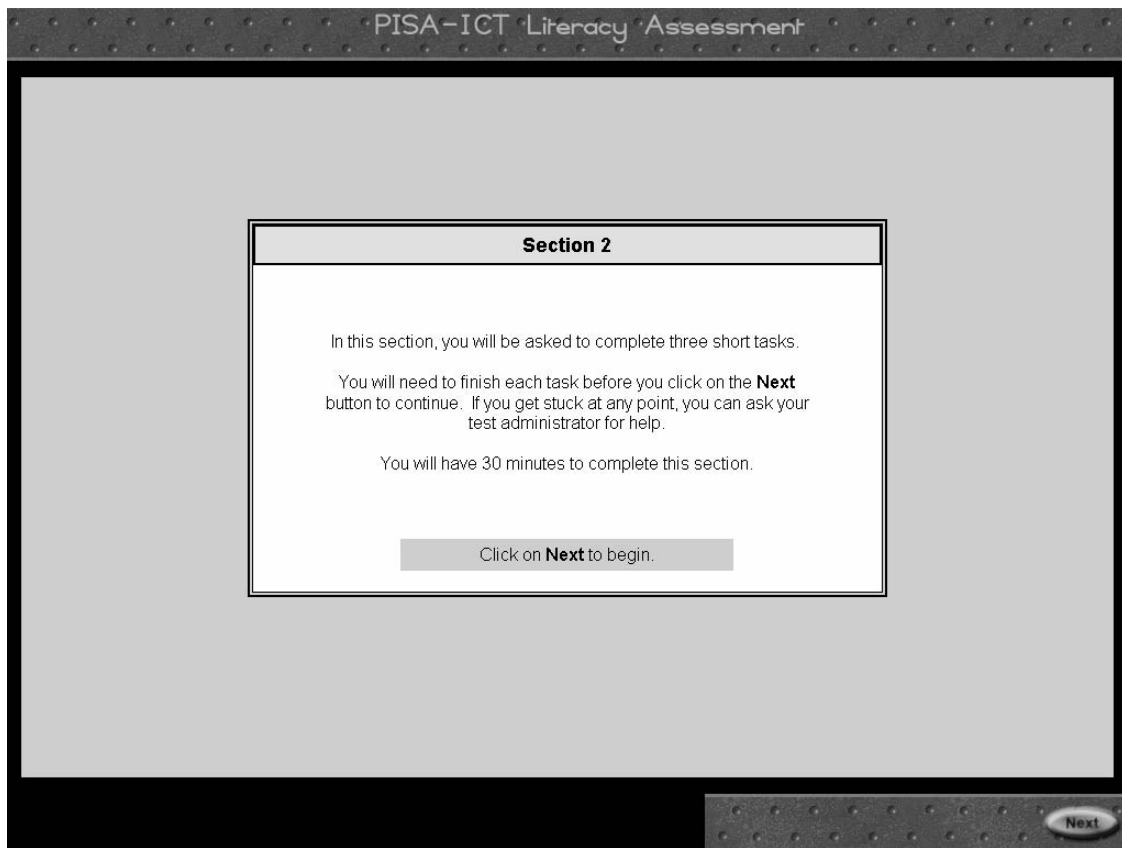 PISA-ICT Literacy Assessment
Section 2
In this section, you will be asked to complete three short tasks.
You will need to finish each task before you click on the Next
button to continue. If you get stuck at any point, you can ask your
test administrator for help.
You will have 30 minutes to complete this section.
Click on Next to begin.
Next